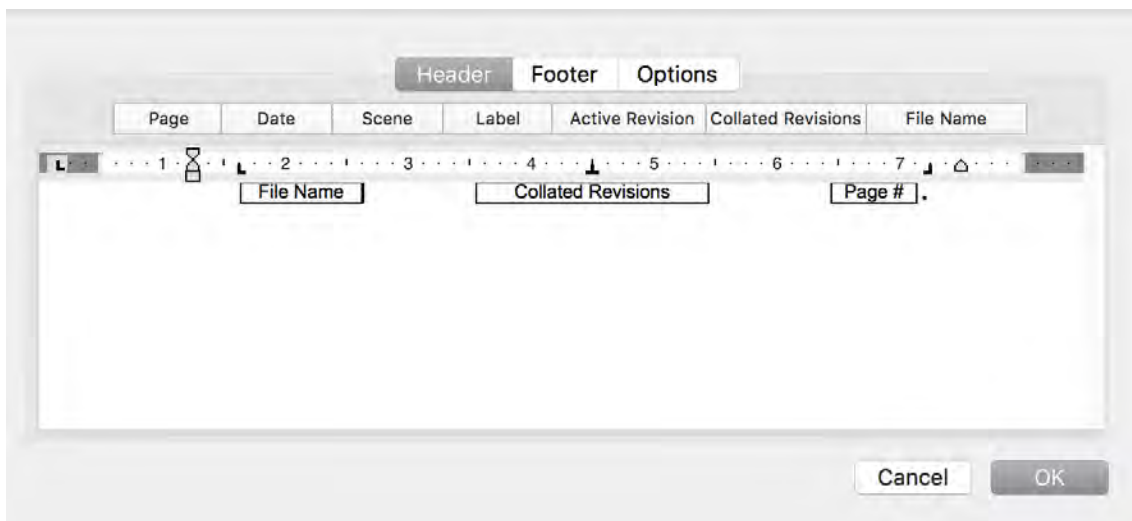 Header Footer Options
Page Date Scene Label Active Revision Collated Revisions File Name
1 2 3 4 5 6 7
File Name Collated Revisions Page # .
Cancel OK